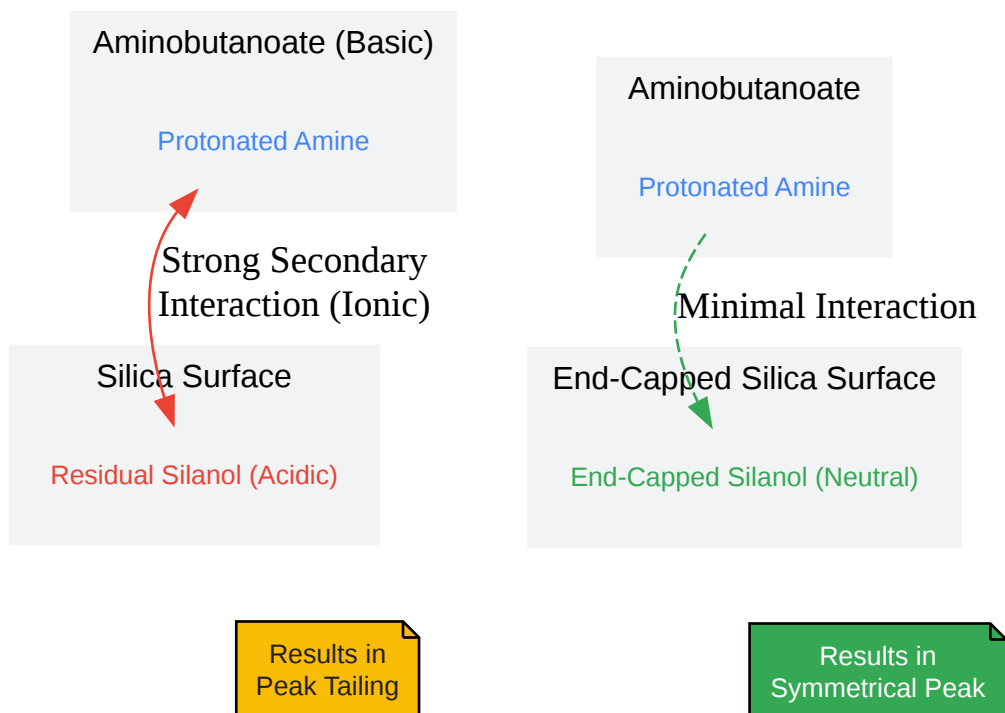 Aminobutanoate (Basic)
Protonated Amine
Strong Secondary
Interaction (Ionic)
Silica Surface
Residual Silanol (Acidic)
Results in
Peak Tailing
Aminobutanoate
Protonated Amine
Minimal Interaction
End-Capped Silica Surface
End-Capped Silanol (Neutral)
Results in
Symmetrical Peak